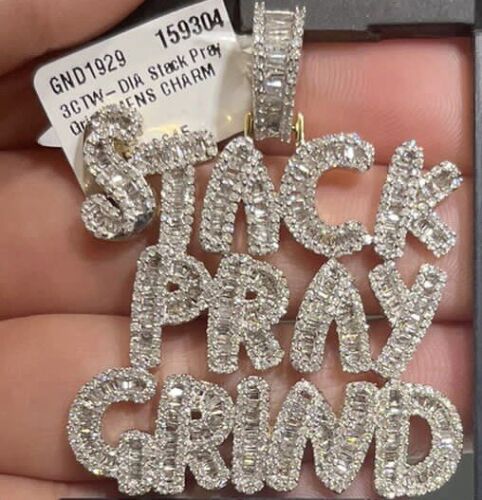 GND1929 159304
3CTW-DIA Stack Pray
MENS CHARM
STACK
PRAY
GRIND